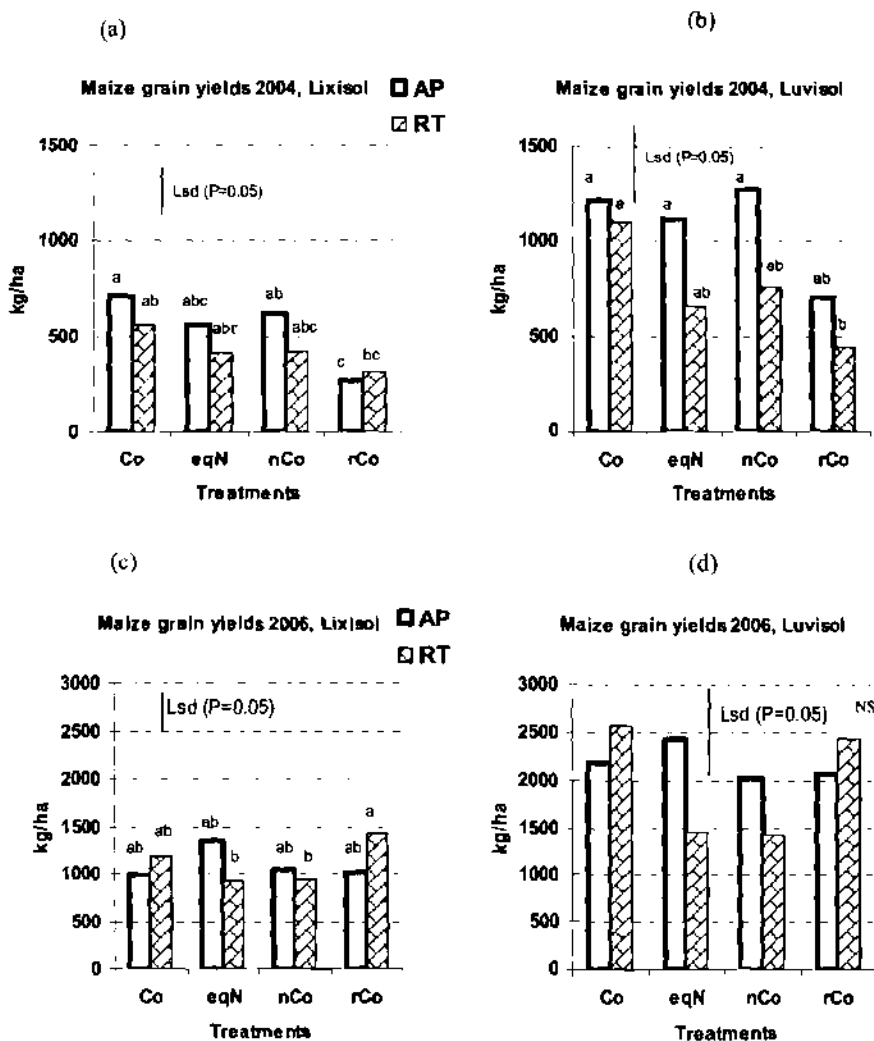 (a)
Maize grain yields 2004, Lixisol
AP
RT
1500
1000
500
0
kg/ha
Lsd (P=0.05)
a
ab
abc
abr
ab
abc
c
bc
Co eqN nCo rCo
Treatments
(b)
Maize grain yields 2004, Luvisol
1500
1000
500
0
kg/ha
Lsd (P=0.05)
a
a
a
ab
a
ab
ab
b
Co eqN nCo rCo
Treatments
(c)
Maize grain yields 2006, Lixisol
AP
RT
3000
2500
2000
1500
1000
500
0
kg/ha
Lsd (P=0.05)
ab
ab
ab
b
ab
b
ab
a
Co eqN nCo rCo
Treatments
(d)
Maize grain yields 2006, Luvisol
3000
2500
2000
1500
1000
500
0
kg/ha
Lsd (P=0.05)
NS
Co eqN nCo rCo
Treatments